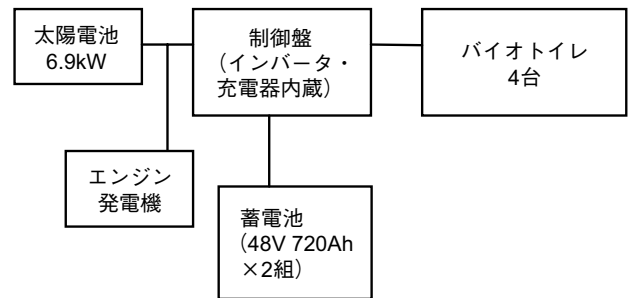 太陽電池
6.9kW
制御盤
（インバータ・
充電器内蔵）
バイオトイレ
4台
エンジン
発電機
蓄電池
（48V 720Ah
×2組）